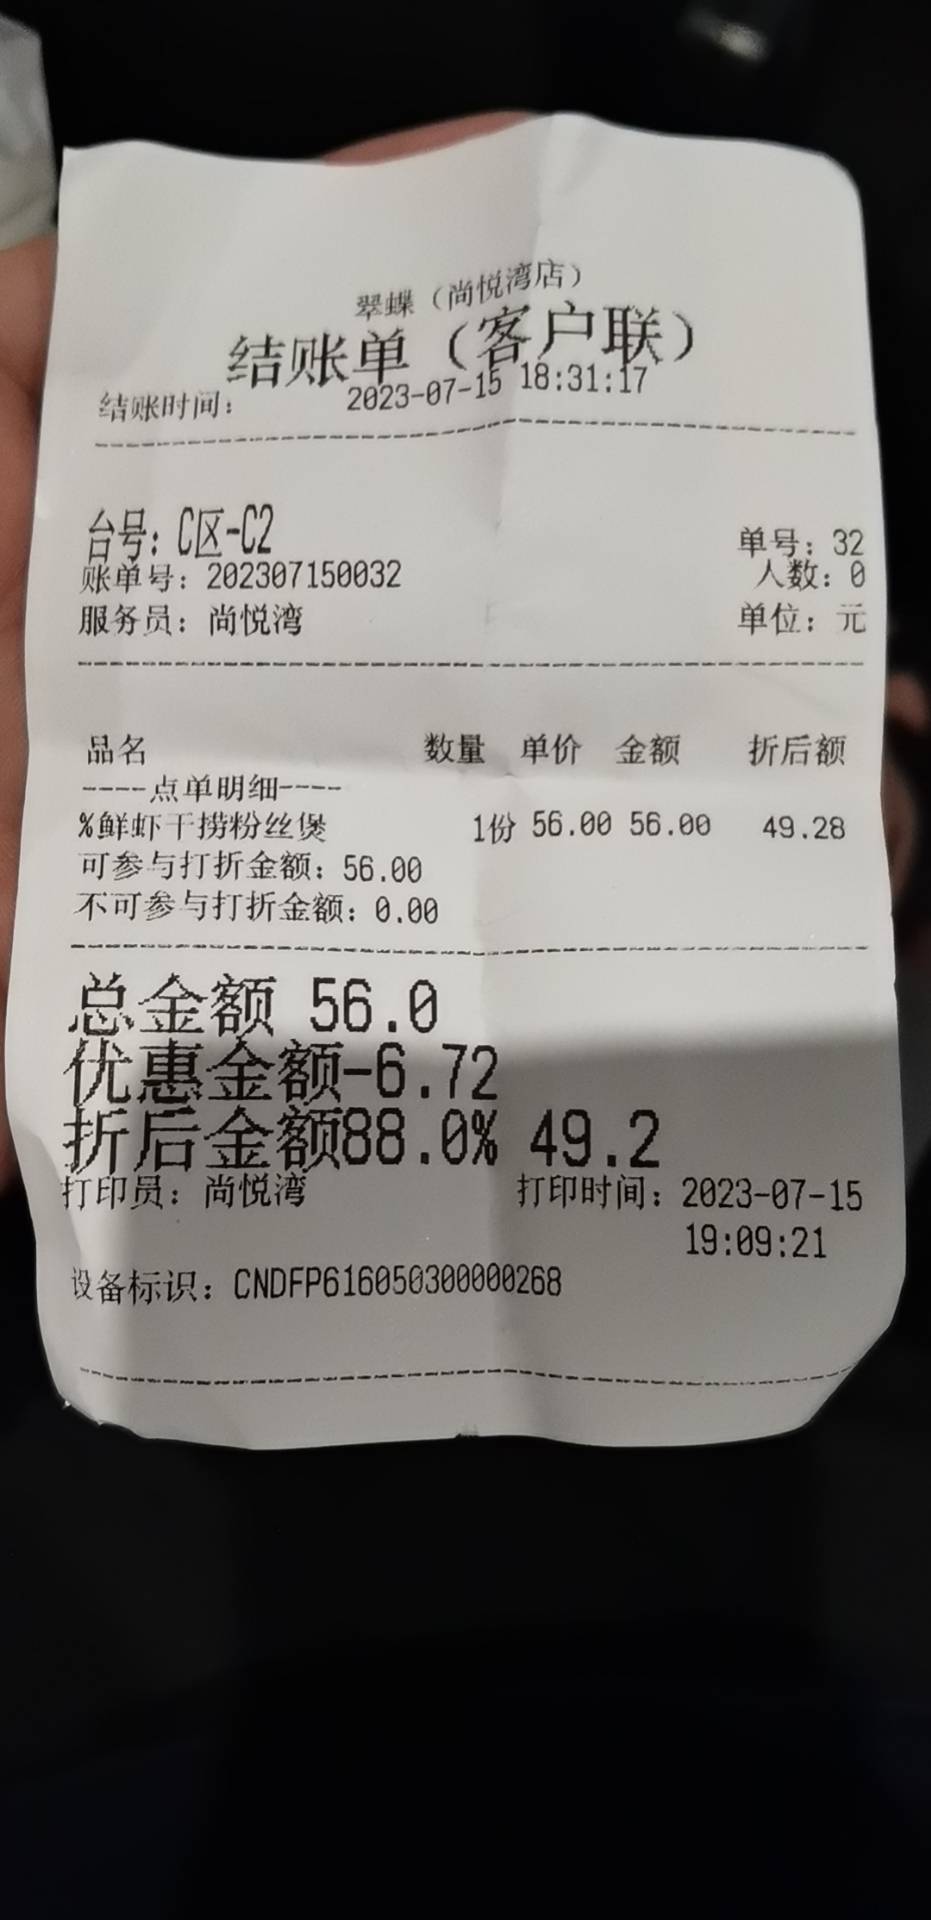 翠蝶（尚悦湾店）
结账单（客户联）
结账时间： 2023-07-15 18:31:17
台号：C区-C2 单号：32
账单号：202307150032 人数：0
服务员：尚悦湾 单位：元
品名 数量 单价 金额 折后额
----点单明细----
%鲜虾干捞粉丝煲 1份 56.00 56.00 49.28
可参与打折金额：56.00
不可参与打折金额：0.00
总金额 56.0
优惠金额-6.72
折后金额88.0% 49.2
打印员：尚悦湾 打印时间：2023-07-15
19:09:21
设备标识：CNDFP616050300000268